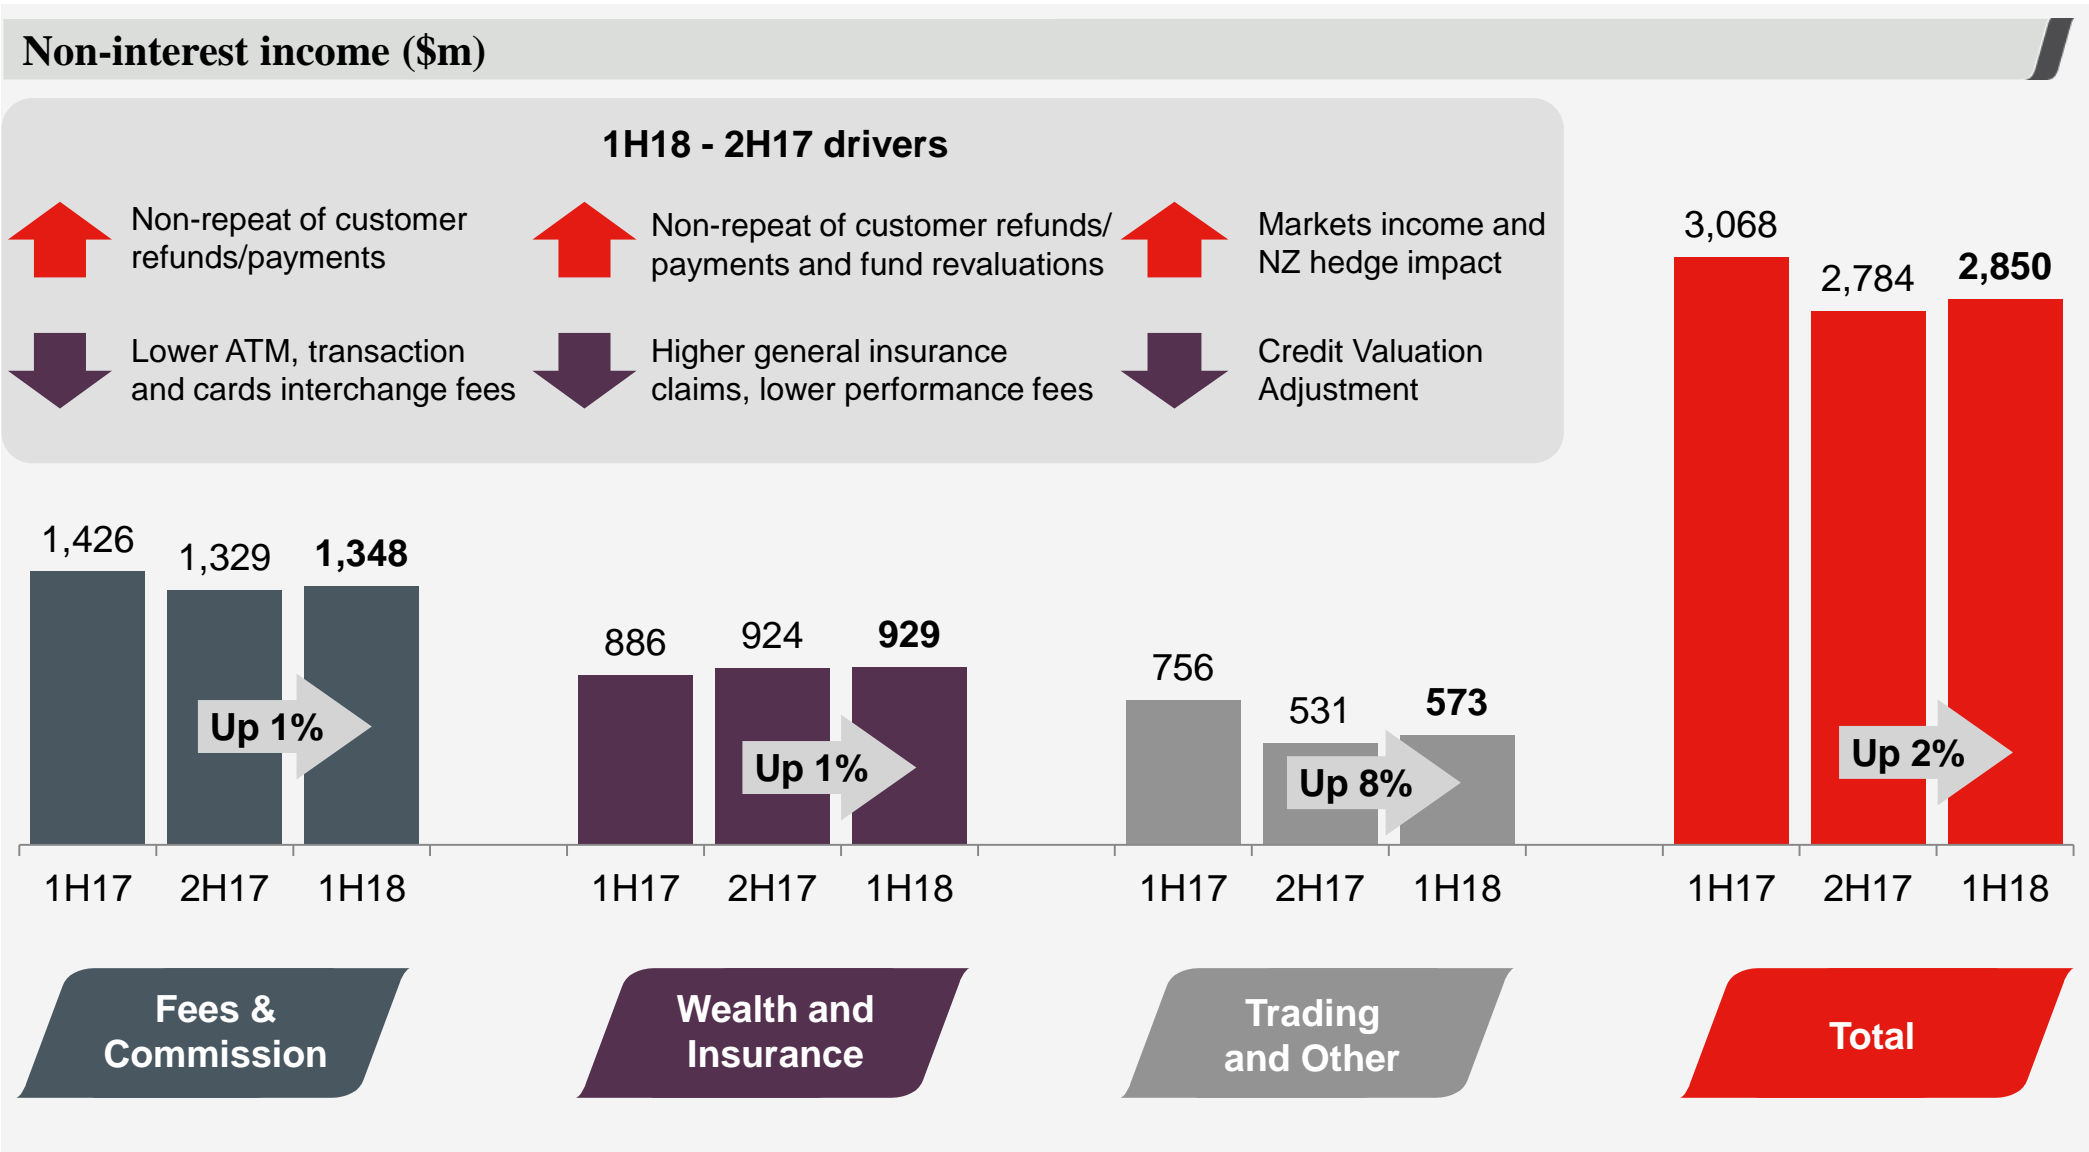 Non-interest income ($m)
1H18 - 2H17 drivers
Non-repeat of customer
refunds/payments
Non-repeat of customer refunds/
payments and fund revaluations
Markets income and
NZ hedge impact
Lower ATM, transaction
and cards interchange fees
Higher general insurance
claims, lower performance fees
Credit Valuation
Adjustment
1,426
1,329
1,348
Up 1%
1H17
2H17
1H18
Fees &
Commission
886
924
929
Up 1%
1H17
2H17
1H18
Wealth and
Insurance
756
531
573
Up 8%
1H17
2H17
1H18
Trading
and Other
3,068
2,784
2,850
Up 2%
1H17
2H17
1H18
Total